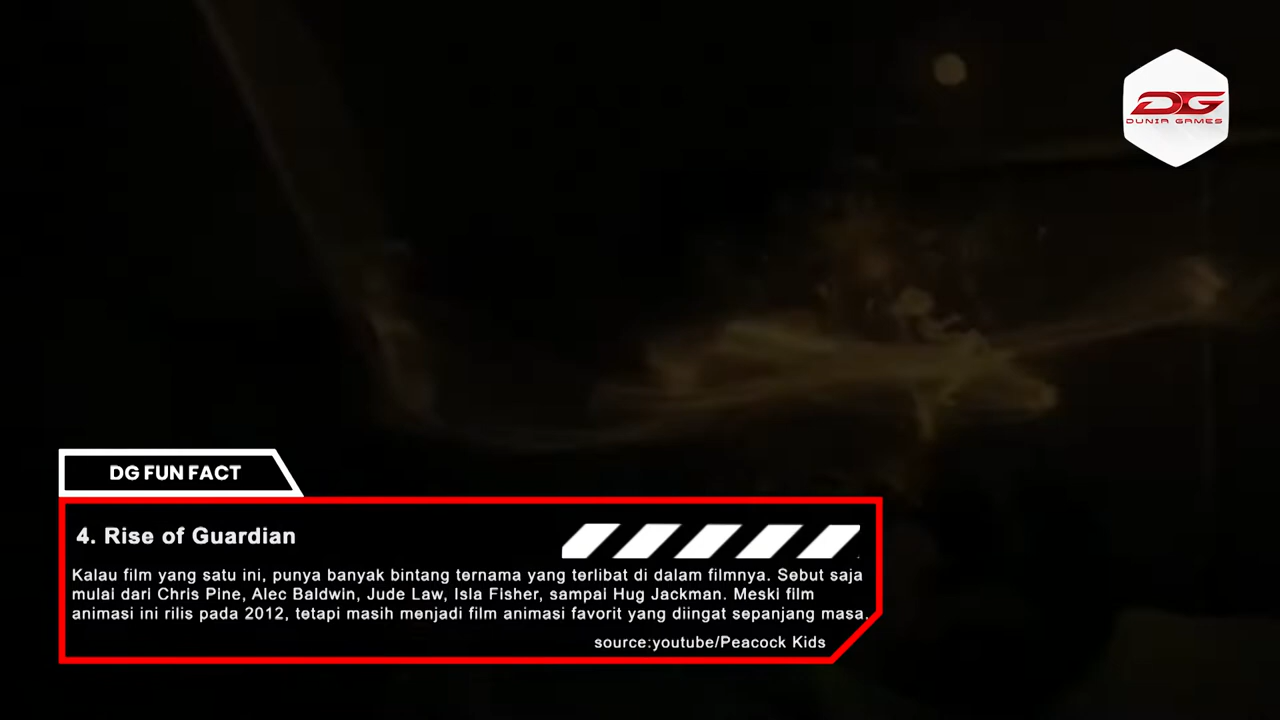 DG
DUNIA GAMES
DG FUN FACT
4. Rise of Guardian
Kalau film yang satu ini, punya banyak bintang ternama yang terlibat di dalam filmnya. Sebut saja
mulai dari Chris Pine, Alec Baldwin, Jude Law, Isla Fisher, sampai Hug Jackman. Meski film
animasi ini rilis pada 2012, tetapi masih menjadi film animasi favorit yang diingat sepanjang masa.
source:youtube/Peacock Kids